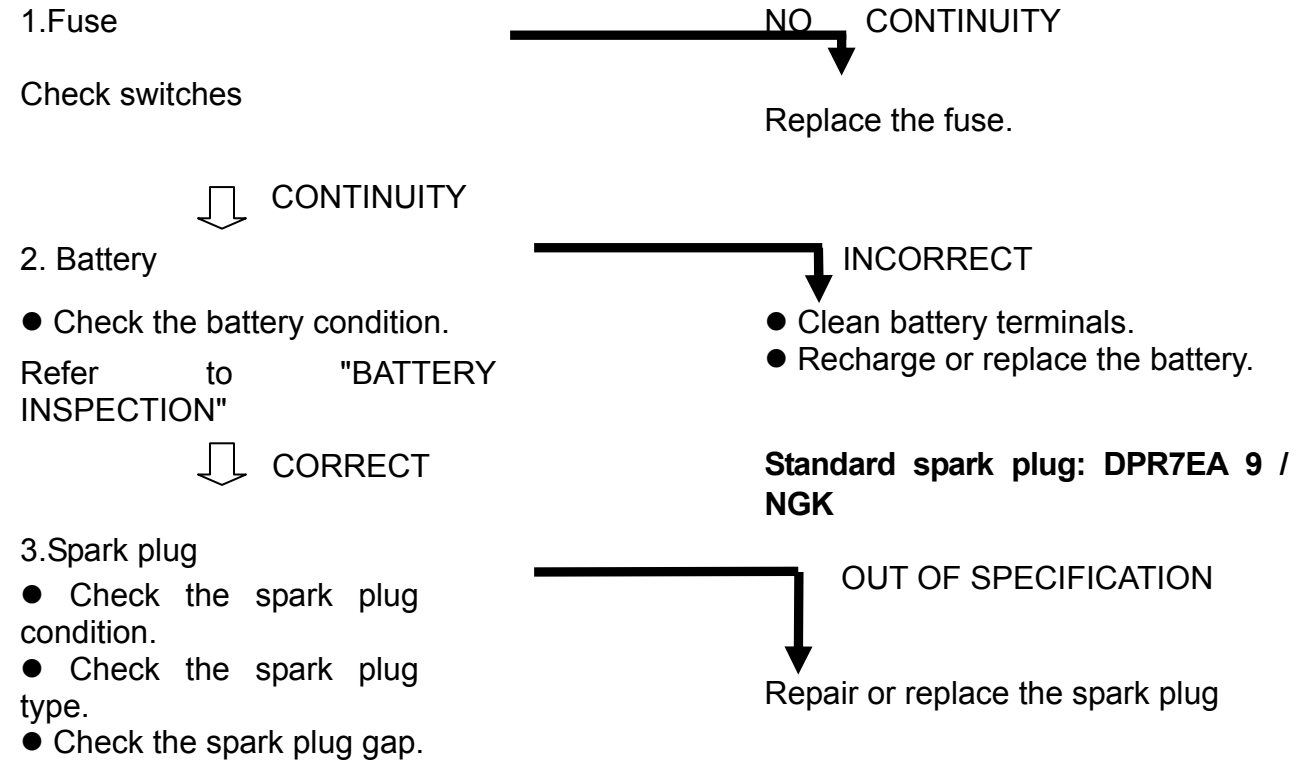 1.Fuse
NO CONTINUITY
Check switches
Replace the fuse.
CONTINUITY
2. Battery
INCORRECT
● Check the battery condition.
Refer to "BATTERY
INSPECTION"
● Clean battery terminals.
● Recharge or replace the battery.
CORRECT
Standard spark plug: DPR7EA 9 /
NGK
3.Spark plug
● Check the spark plug
condition.
● Check the spark plug
type.
● Check the spark plug gap.
OUT OF SPECIFICATION
Repair or replace the spark plug